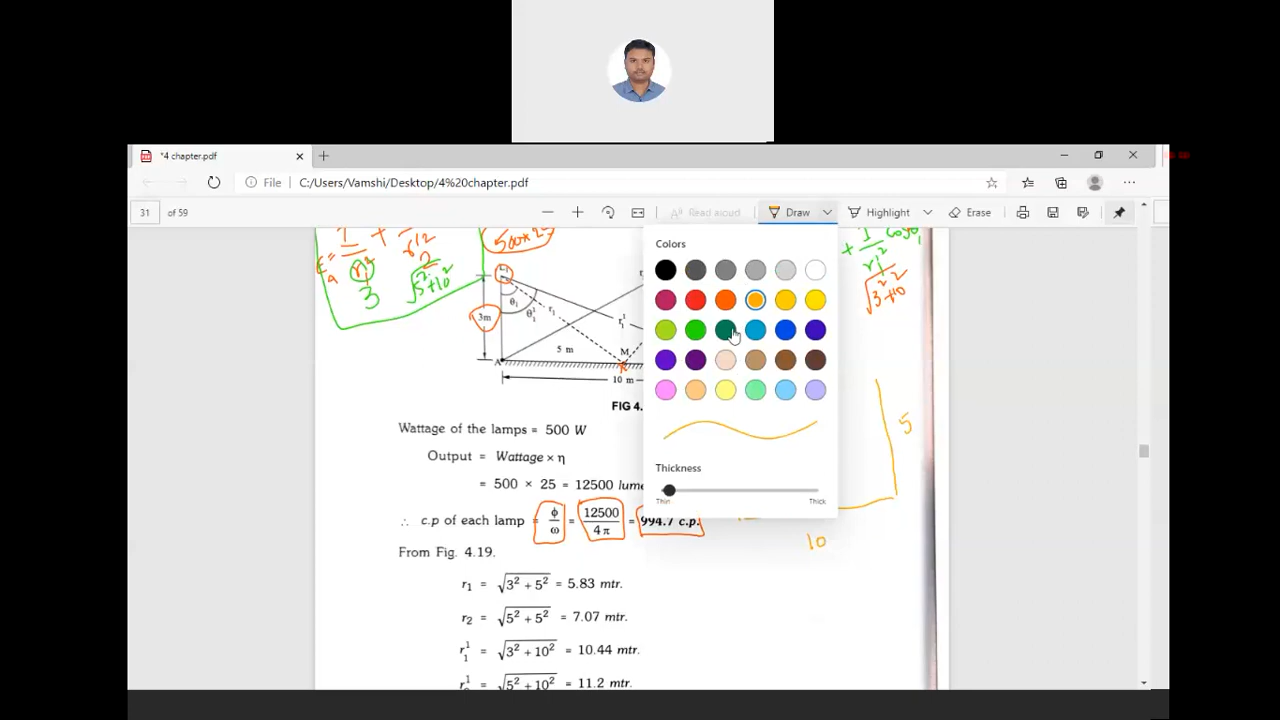 *4 chapter.pdf
File C:/Users/Vamshi/Desktop/4%20chapter.pdf
31 of 59
Read aloud Draw Highlight Erase
Colors
Thickness
Thin Thick
500×25
3m
θ₁
θ₁¹
r₁
r₁¹
5 m
M
A
10 m
FIG 4.
5
10
Wattage of the lamps = 500 W
Output = Wattage × η
= 500 × 25 = 12500 lume
∴ c.p of each lamp = ϕ/ω = 12500/4π = 994.7 c.p.
From Fig. 4.19.
r₁ = √3² + 5² = 5.83 mtr.
r₂ = √5² + 5² = 7.07 mtr.
r₁¹ = √3² + 10² = 10.44 mtr.
= √5² + 10² = 11.2 mtr.